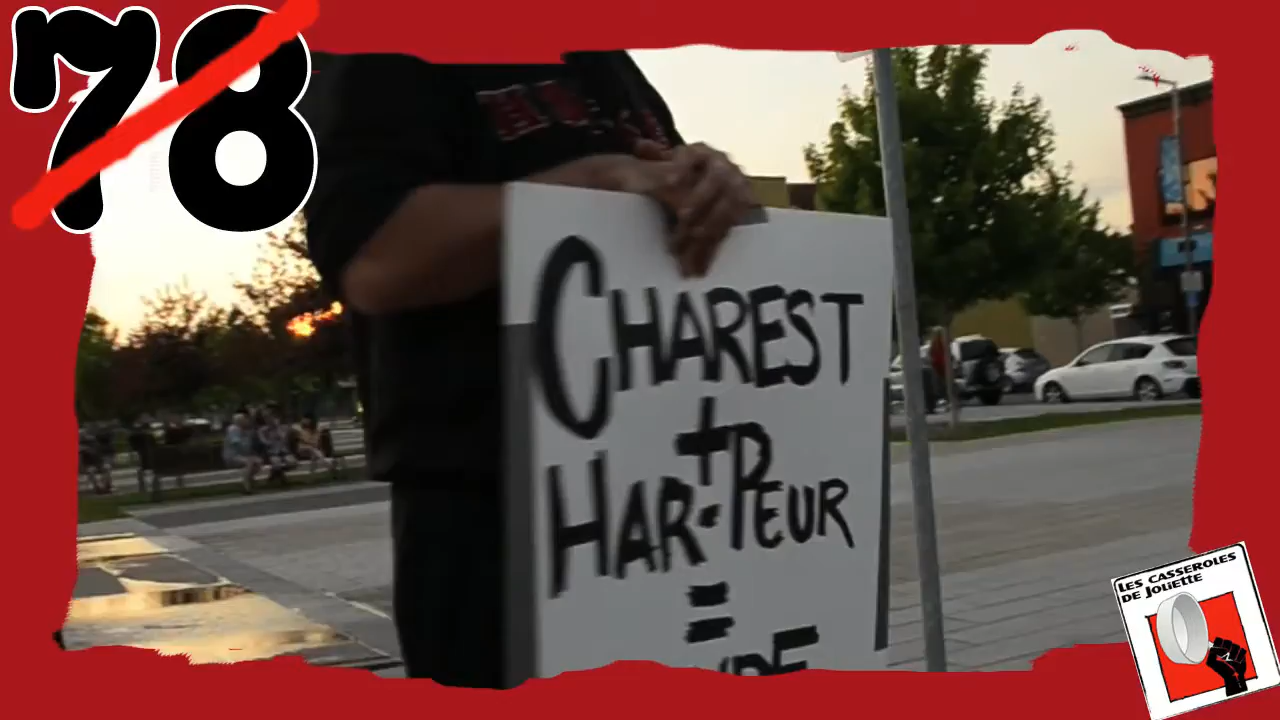 78
CHAREST
+
HAR-PEUR
=
LES CASSEROLES
DE JOLIETTE